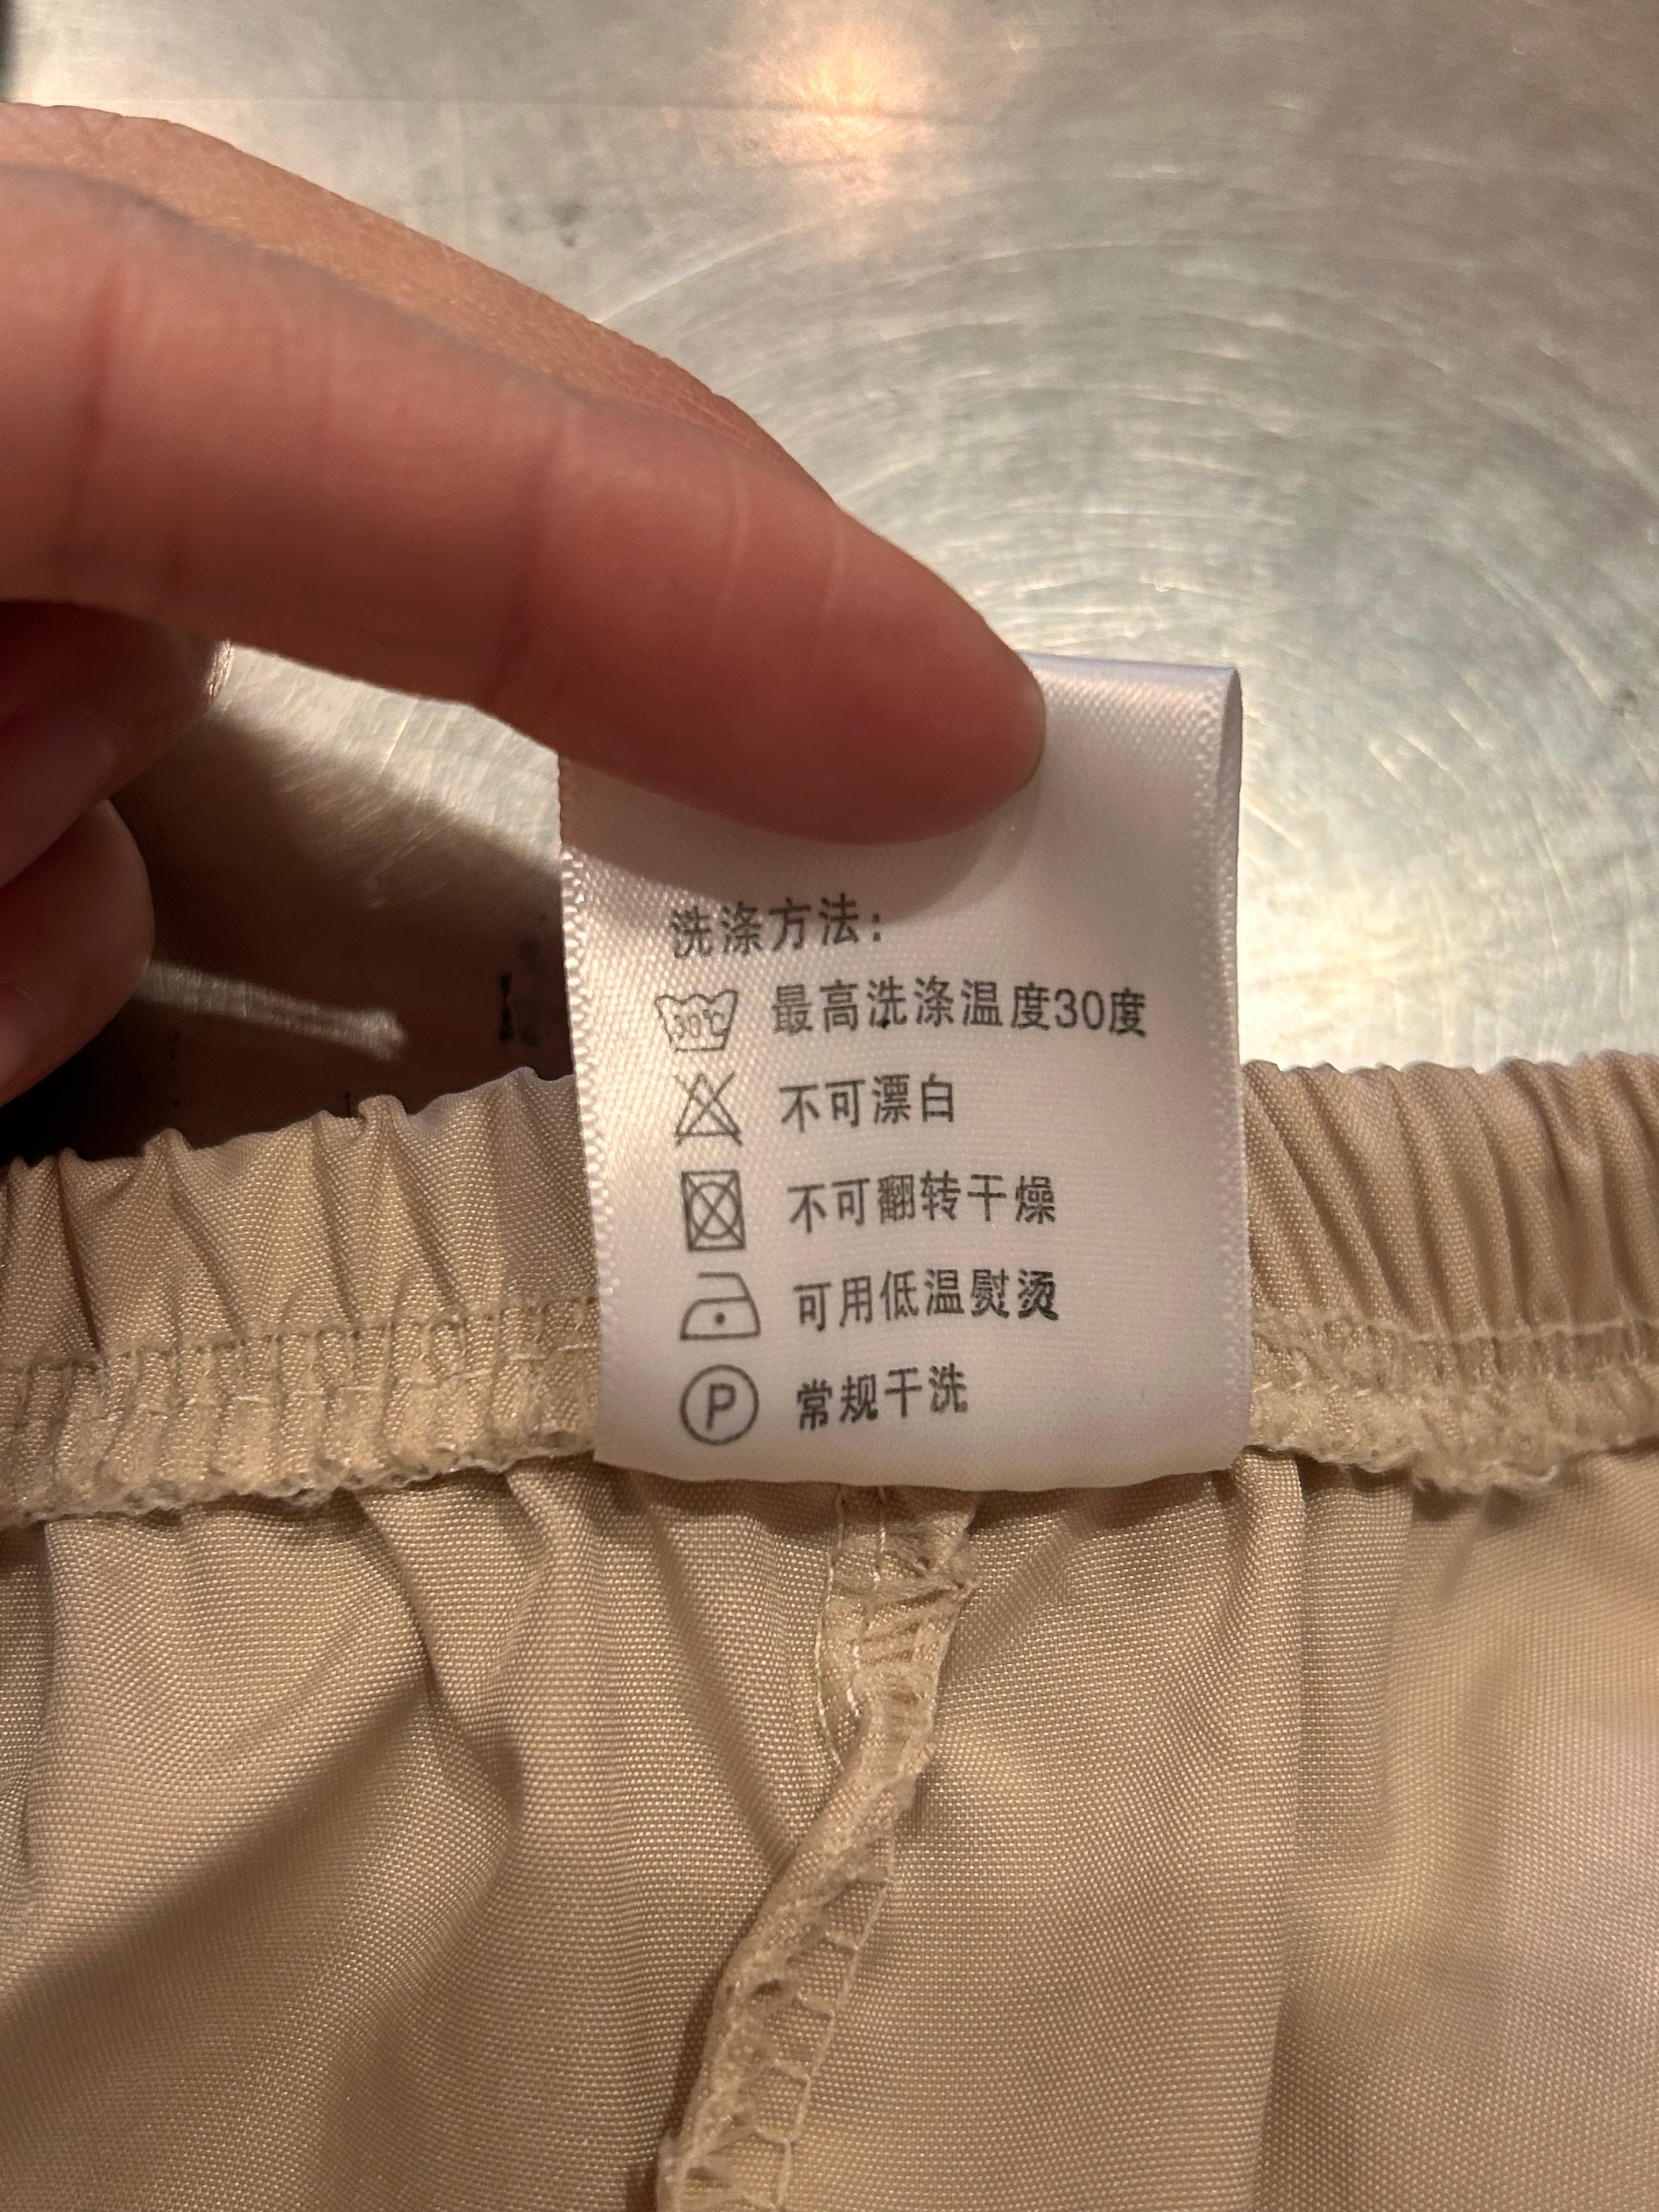 洗涤方法:
30℃ 最高洗涤温度30度
不可漂白
不可翻转干燥
可用低温熨烫
P 常规干洗